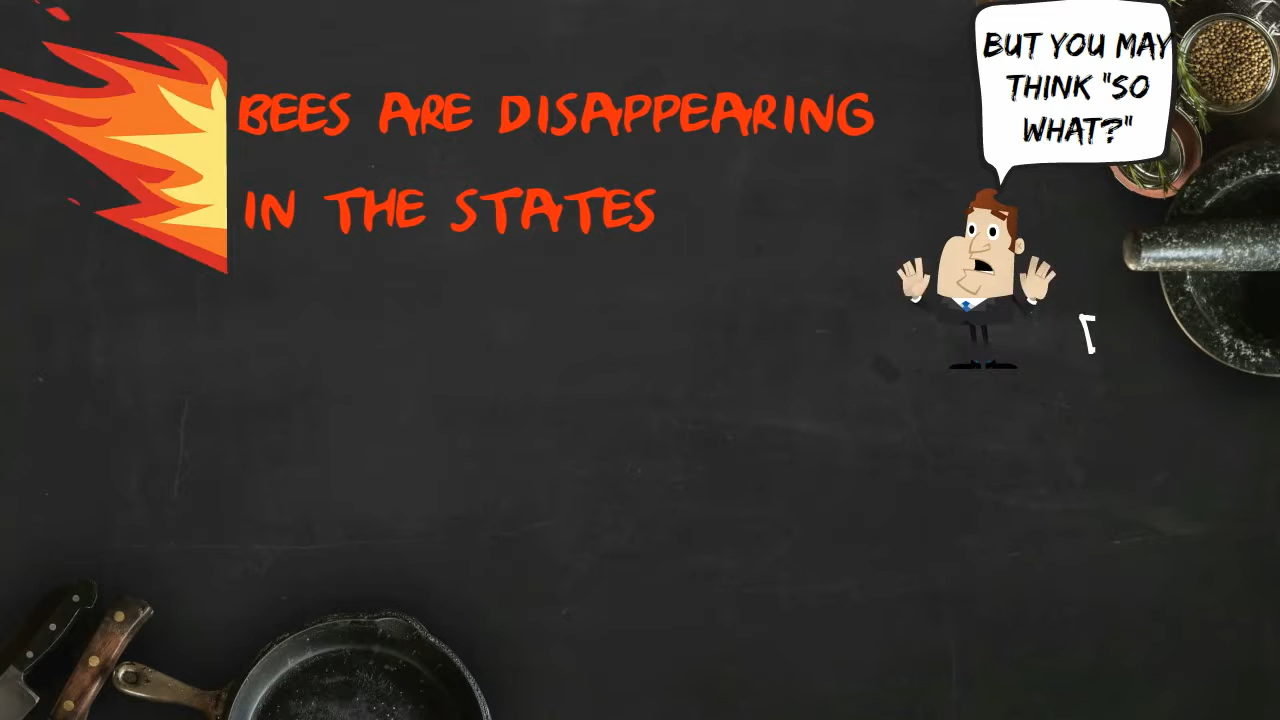 BEES ARE DISAPPEARING
IN THE STATES
BUT YOU MAY
THINK "SO
WHAT?"